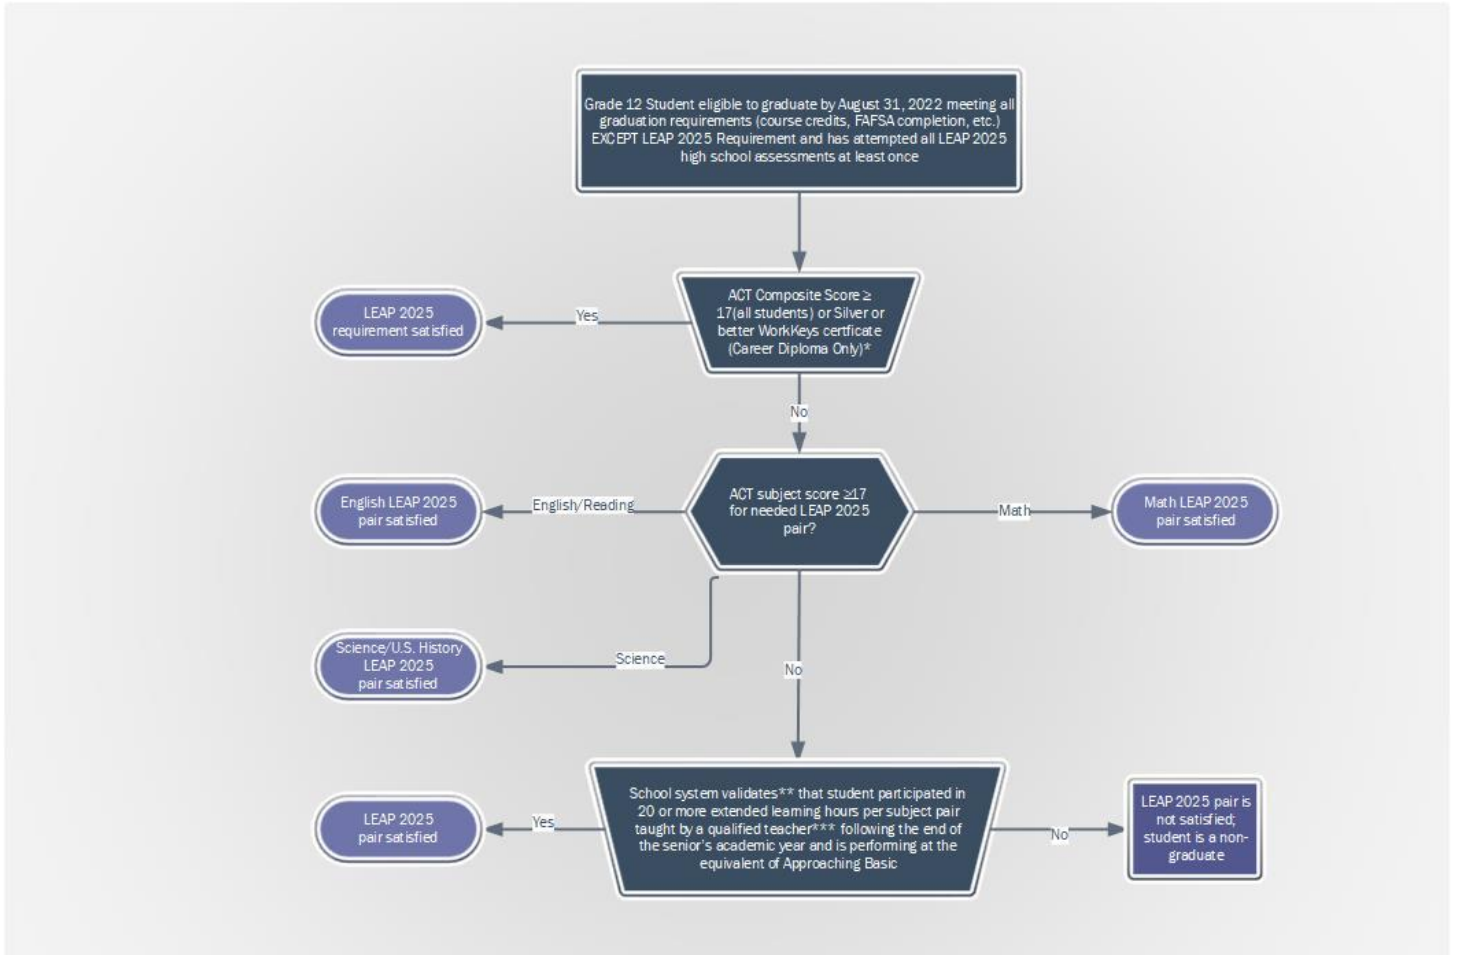 Grade 12 Student eligible to graduate by August 31, 2022 meeting all
graduation requirements (course credits, FAFSA completion, etc.)
EXCEPT LEAP 2025 Requirement and has attempted all LEAP 2025
high school assessments at least once
ACT Composite Score ≥
17(all students) or Silver or
better WorkKeys certficate
(Career Diploma Only)*
Yes
LEAP 2025
requirement satisfied
No
ACT subject score ≥17
for needed LEAP 2025
pair?
English/Reading
English LEAP 2025
pair satisfied
Math
Math LEAP 2025
pair satisfied
Science
Science/U.S. History
LEAP 2025
pair satisfied
No
School system validates** that student participated in
20 or more extended learning hours per subject pair
taught by a qualified teacher*** following the end of
the senior's academic year and is performing at the
equivalent of Approaching Basic
Yes
LEAP 2025
pair satisfied
No
LEAP 2025 pair is
not satisfied;
student is a non-
graduate